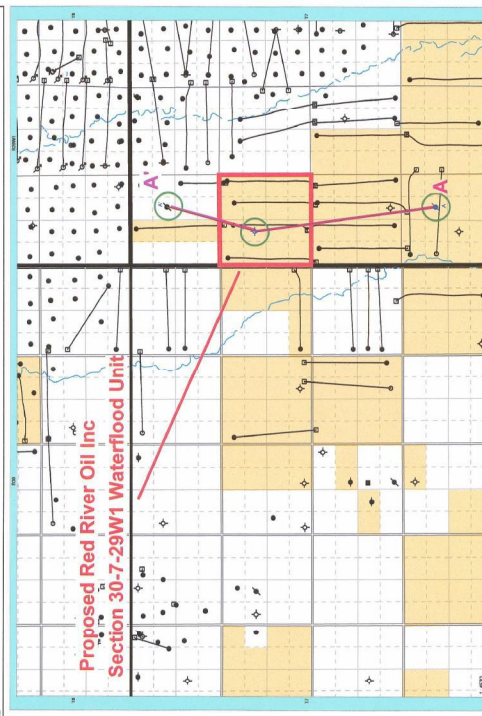 A'
A
Proposed Red River Oil Inc
Section 30-7-29W1 Waterflood Unit